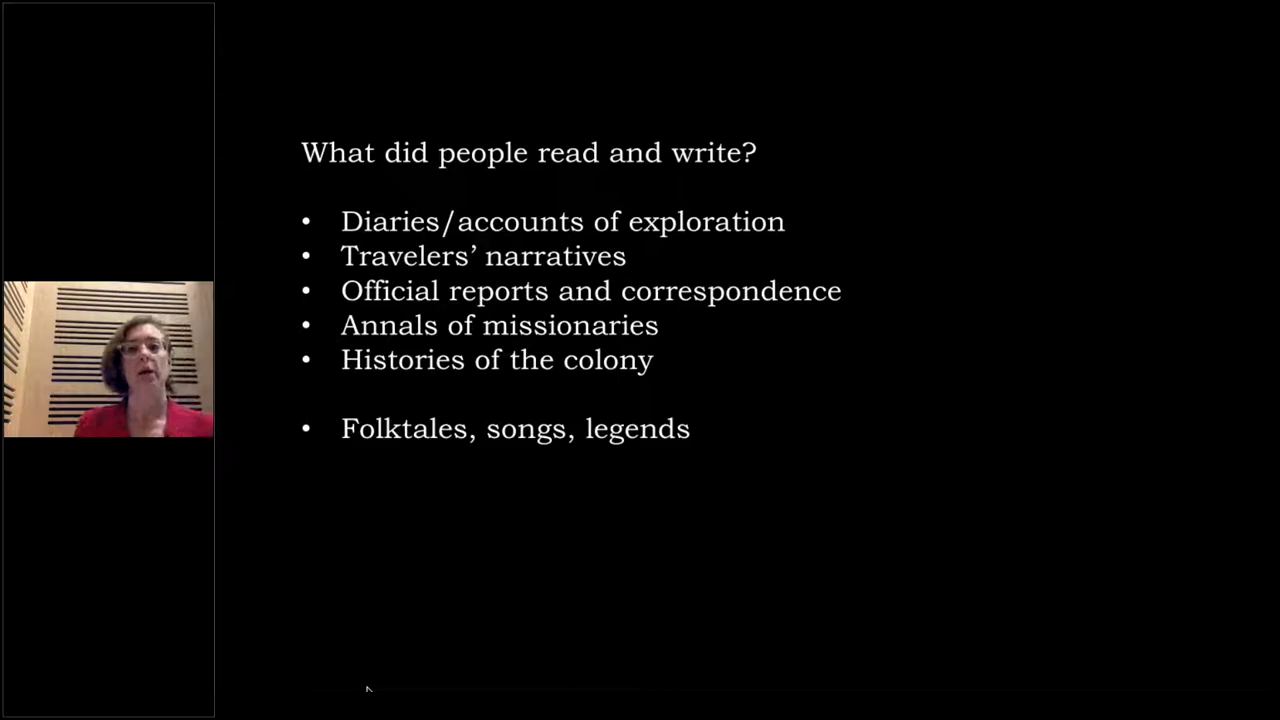 What did people read and write?
• Diaries/accounts of exploration
• Travelers’ narratives
• Official reports and correspondence
• Annals of missionaries
• Histories of the colony
• Folktales, songs, legends